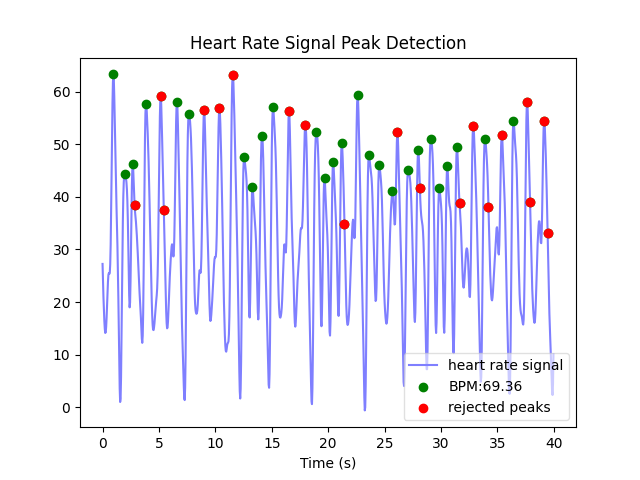 Heart Rate Signal Peak Detection
60
50
40
30
20
10
0
heart rate signal
BPM:69.36
rejected peaks
0 5 10 15 20 25 30 35 40
Time (s)